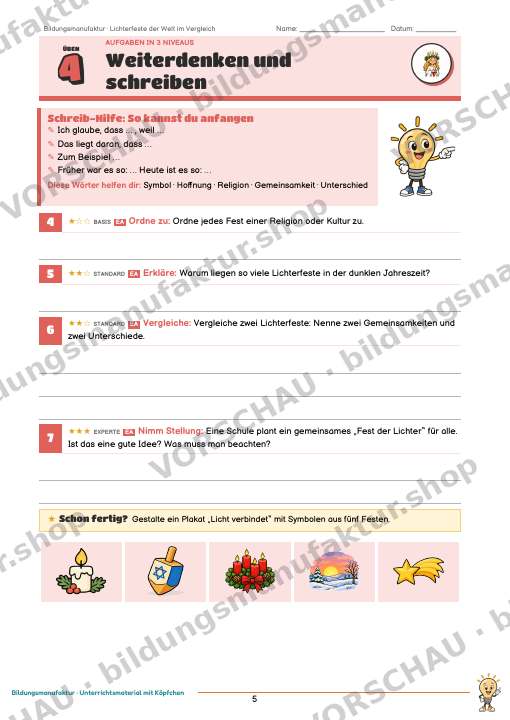 Bildungsmanufaktur · Lichterfeste der Welt im Vergleich Name: Datum:
AUFGABEN IN 3 NIVEAUS
ÜBEN
4
Weiterdenken und
schreiben
Schreib-Hilfe: So kannst du anfangen
✎ Ich glaube, dass …, weil …
✎ Das liegt daran, dass …
✎ Zum Beispiel …
✎ Früher war es so: … Heute ist es so: …
Diese Wörter helfen dir: Symbol · Hoffnung · Religion · Gemeinsamkeit · Unterschied
4 ★☆☆ BASIS EA Ordne zu: Ordne jedes Fest einer Religion oder Kultur zu.
5 ★★☆ STANDARD EA Erkläre: Warum liegen so viele Lichterfeste in der dunklen Jahreszeit?
6 ★★☆ STANDARD EA Vergleiche: Vergleiche zwei Lichterfeste: Nenne zwei Gemeinsamkeiten und
zwei Unterschiede.
7 ★★★ EXPERTE EA Nimm Stellung: Eine Schule plant ein gemeinsames „Fest der Lichter" für alle.
Ist das eine gute Idee? Was muss man beachten?
★ Schon fertig? Gestalte ein Plakat „Licht verbindet" mit Symbolen aus fünf Festen.
Bildungsmanufaktur · Unterrichtsmaterial mit Köpfchen
5
VORSCHAU · bildungsmanufaktur.shop